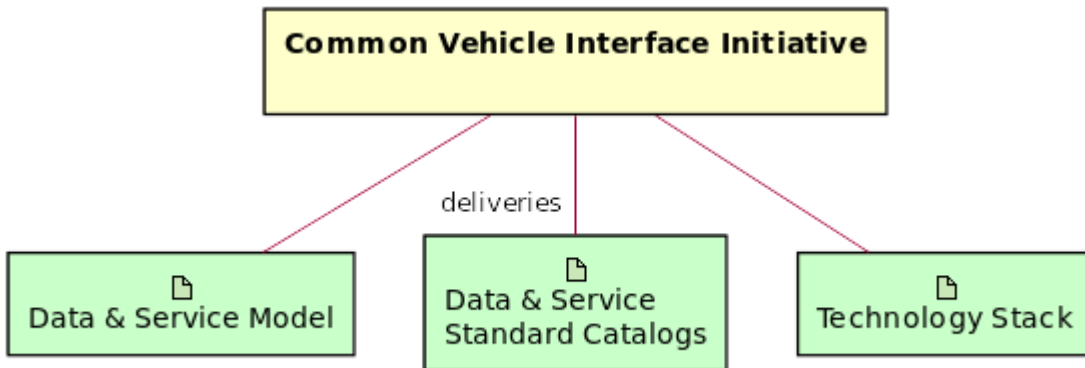 Common Vehicle Interface Initiative
deliveries
Data & Service Model
Data & Service
Standard Catalogs
Technology Stack